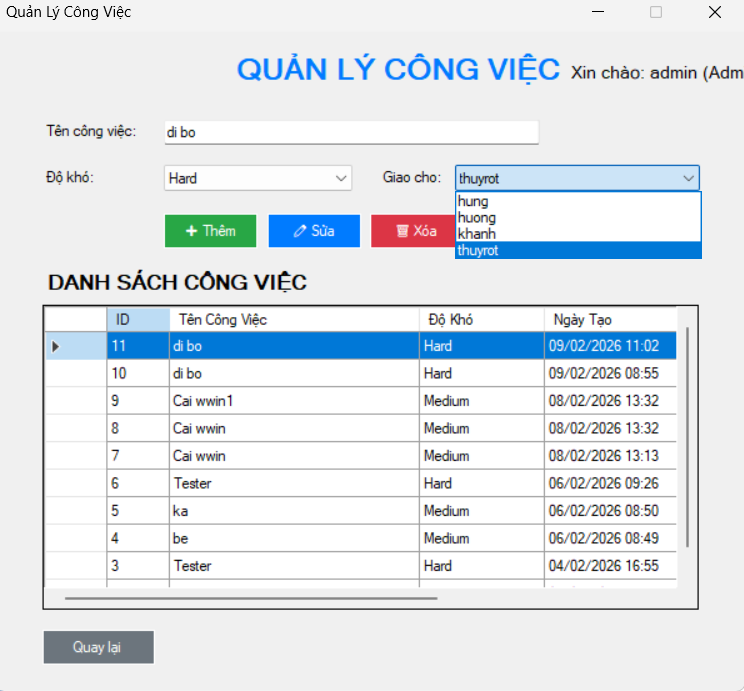 Quản Lý Công Việc
QUẢN LÝ CÔNG VIỆC Xin chào: admin (Adm
Tên công việc: di bo
Độ khó: Hard Giao cho: thuyrot
hung
huong
khanh
thuyrot
Thêm Sửa Xóa
DANH SÁCH CÔNG VIỆC
ID Tên Công Việc Độ Khó Ngày Tạo
11 di bo Hard 09/02/2026 11:02
10 di bo Hard 09/02/2026 08:55
9 Cai wwin1 Medium 08/02/2026 13:32
8 Cai wwin Medium 08/02/2026 13:32
7 Cai wwin Medium 08/02/2026 13:13
6 Tester Hard 06/02/2026 09:26
5 ka Medium 06/02/2026 08:50
4 be Medium 06/02/2026 08:49
3 Tester Hard 04/02/2026 16:55
Quay lại